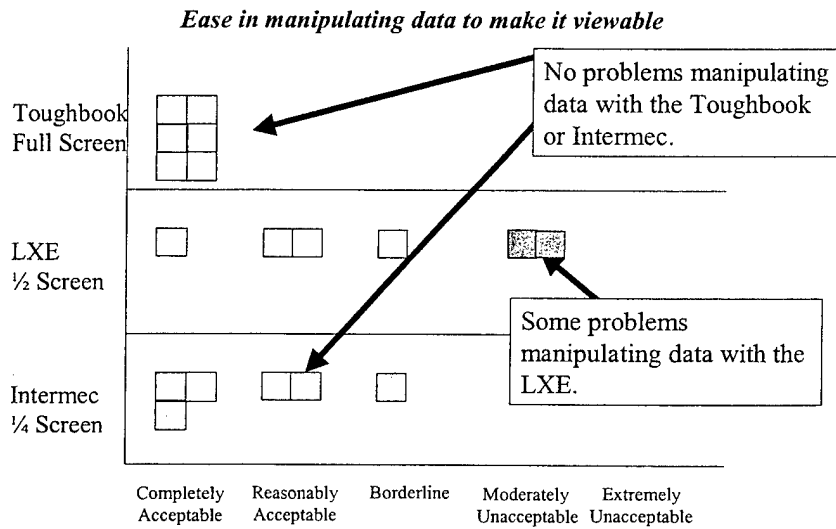 Ease in manipulating data to make it viewable
No problems manipulating
data with the Toughbook
or Intermec.
Toughbook
Full Screen
LXE
½ Screen
Some problems
manipulating data with the
LXE.
Intermec
¼ Screen
Completely
Acceptable
Reasonably
Acceptable
Borderline
Moderately
Unacceptable
Extremely
Unacceptable